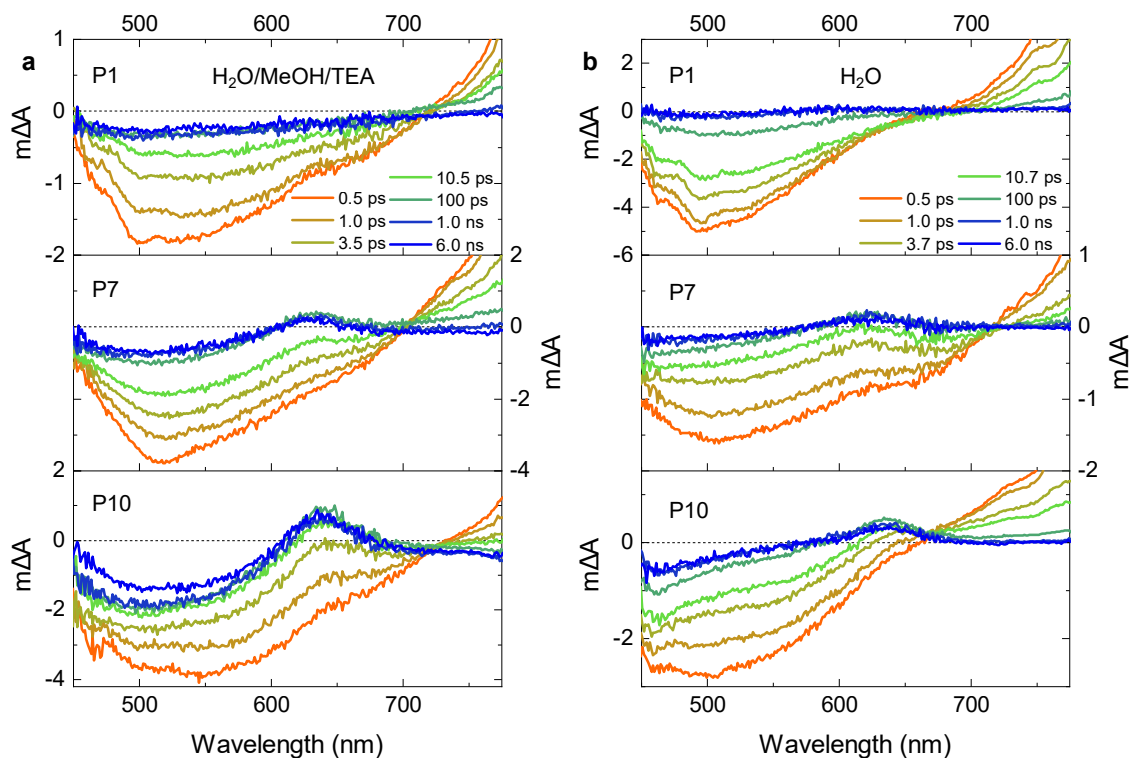 500 600 700
a P1 H₂O/MeOH/TEA
1
0
-1
-2
mΔA
0.5 ps
1.0 ps
3.5 ps
10.5 ps
100 ps
1.0 ns
6.0 ns
P7
2
0
-2
-4
mΔA
P10
2
0
-2
-4
mΔA
500 600 700
Wavelength (nm)
500 600 700
b P1 H₂O
2
0
-2
-4
-6
mΔA
0.5 ps
1.0 ps
3.7 ps
10.7 ps
100 ps
1.0 ns
6.0 ns
P7
1
0
-1
-2
mΔA
P10
0
-2
mΔA
500 600 700
Wavelength (nm)